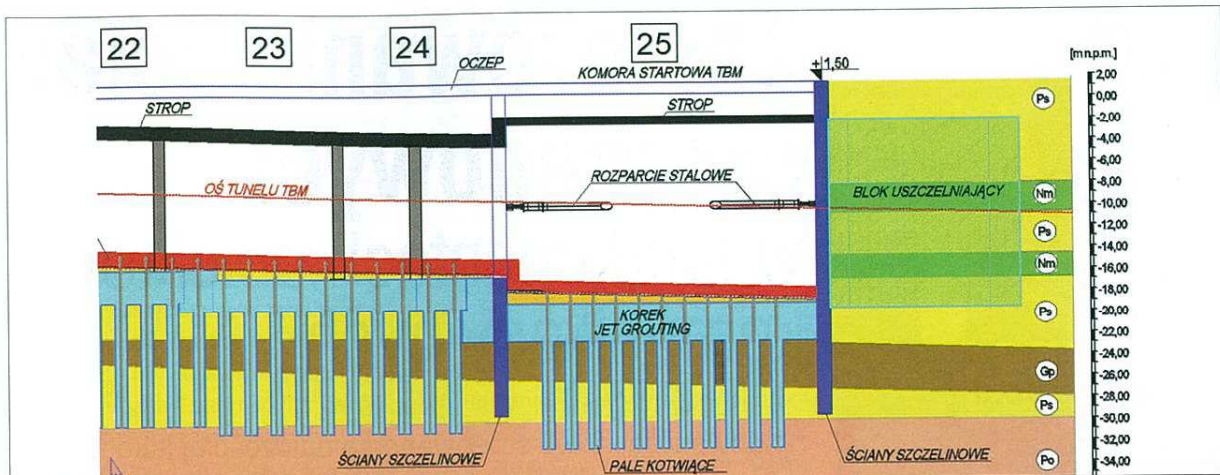 22 23 24 25
[m n.p.m.]
OCZEP
KOMORA STARTOWA TBM
+1,50
STROP
STROP
OŚ TUNELU TBM
ROZPARCIE STALOWE
BLOK USZCZELNIAJĄCY
KOREK
JET GROUTING
ŚCIANY SZCZELINOWE
PALE KOTWIĄCE
ŚCIANY SZCZELINOWE
Ps
Nm
Ps
Nm
Ps
Gp
Ps
Po
2,00
0,00
-2,00
-4,00
-6,00
-8,00
-10,00
-12,00
-14,00
-16,00
-18,00
-20,00
-22,00
-24,00
-26,00
-28,00
-30,00
-32,00
-34,00